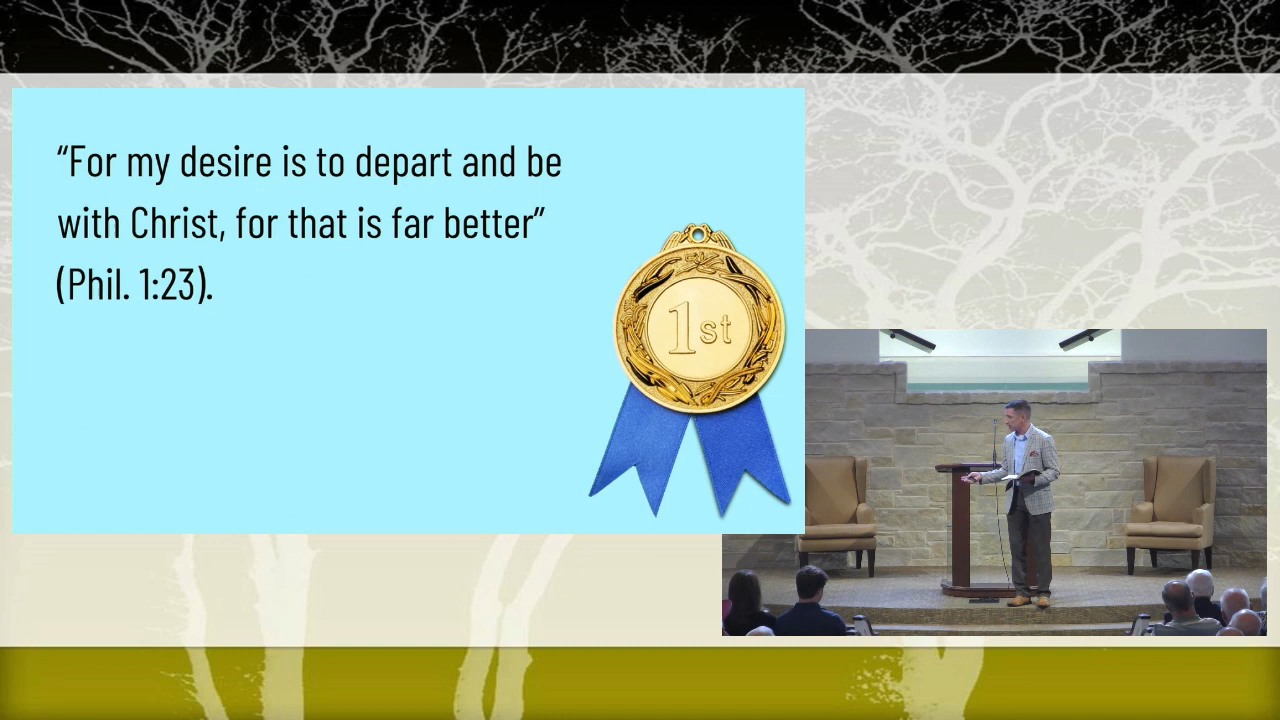 “For my desire is to depart and be
with Christ, for that is far better”
(Phil. 1:23).
1st